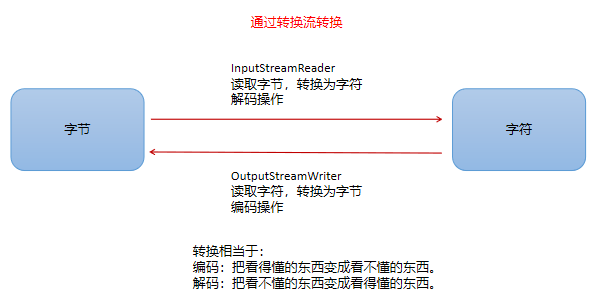 通过转换流转换
InputStreamReader
读取字节，转换为字符
解码操作
字节
字符
OutputStreamWriter
读取字符，转换为字节
编码操作
转换相当于：
编码：把看得懂的东西变成看不懂的东西。
解码：把看不懂的东西变成看得懂的东西。